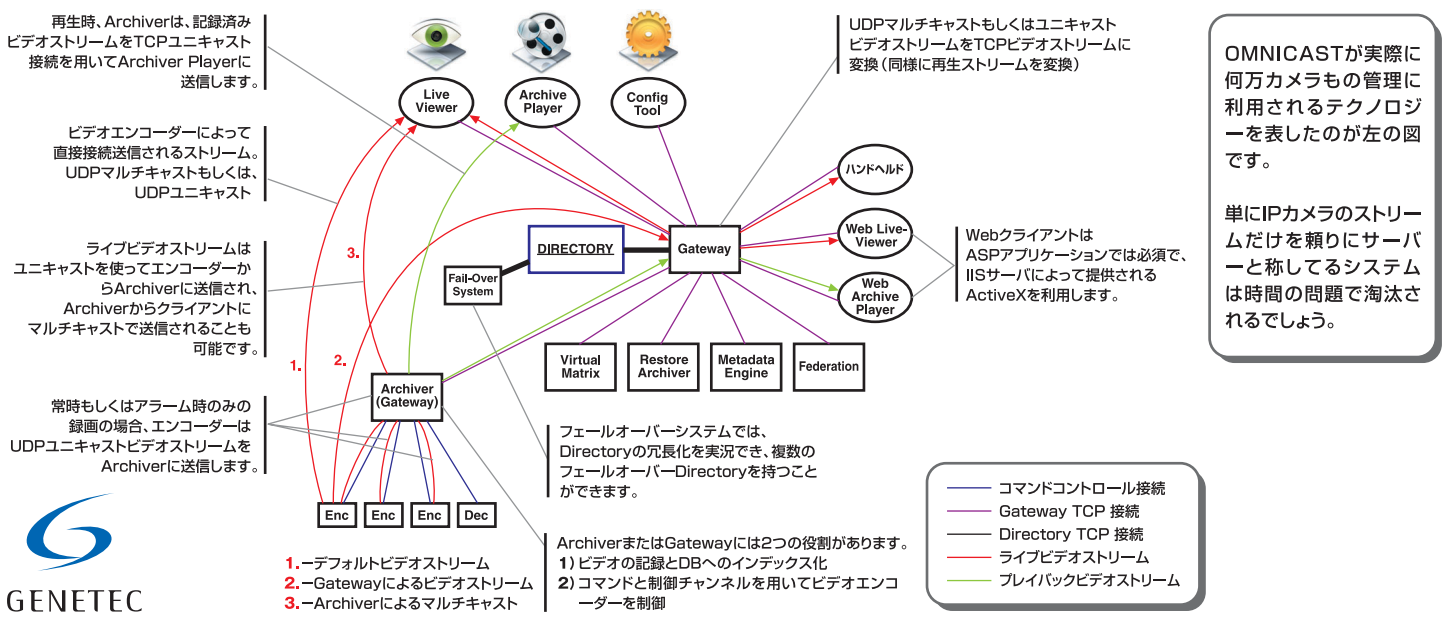 再生時、Archiverは、記録済み
ビデオストリームをTCPユニキャスト
接続を用いてArchiver Playerに
送信します。
ビデオエンコーダーによって
直接接続送信されるストリーム。
UDPマルチキャストもしくは、
UDPユニキャスト
ライブビデオストリームは
ユニキャストを使ってエンコーダーか
らArchiverに送信され、
Archiverからクライアントに
マルチキャストで送信されることも
可能です。
常時もしくはアラーム時のみの
録画の場合、エンコーダーは
UDPユニキャストビデオストリームを
Archiverに送信します。
GENETEC
Live
Viewer
Archive
Player
Config
Tool
UDPマルチキャストもしくはユニキャスト
ビデオストリームをTCPビデオストリームに
変換(同様に再生ストリームを変換)
ハンドヘルド
Web Live-
Viewer
Web
Archive
Player
Webクライアントは
ASPアプリケーションでは必須で、
IISサーバによって提供される
ActiveXを利用します。
DIRECTORY
Gateway
Fail-Over
System
3.
2.
1.
Virtual
Matrix
Restore
Archiver
Metadata
Engine
Federation
Archiver
(Gateway)
Enc
Enc
Enc
Dec
フェールオーバーシステムでは、
Directoryの冗長化を実況でき、複数の
フェールオーバーDirectoryを持つこと
ができます。
1.ーデフォルトビデオストリーム
2.ーGatewayによるビデオストリーム
3.ーArchiverによるマルチキャスト
ArchiverまたはGatewayには2つの役割があります。
1)ビデオの記録とDBへのインデックス化
2)コマンドと制御チャンネルを用いてビデオエンコ
ーダーを制御
コマンドコントロール接続
Gateway TCP 接続
Directory TCP 接続
ライブビデオストリーム
プレイバックビデオストリーム
OMNICASTが実際に
何万カメラもの管理に
利用されるテクノロジ
ーを表したのが左の図
です。
単にIPカメラのストリー
ムだけを頼りにサーバ
ーと称してるシステム
は時間の問題で淘汰さ
れるでしょう。